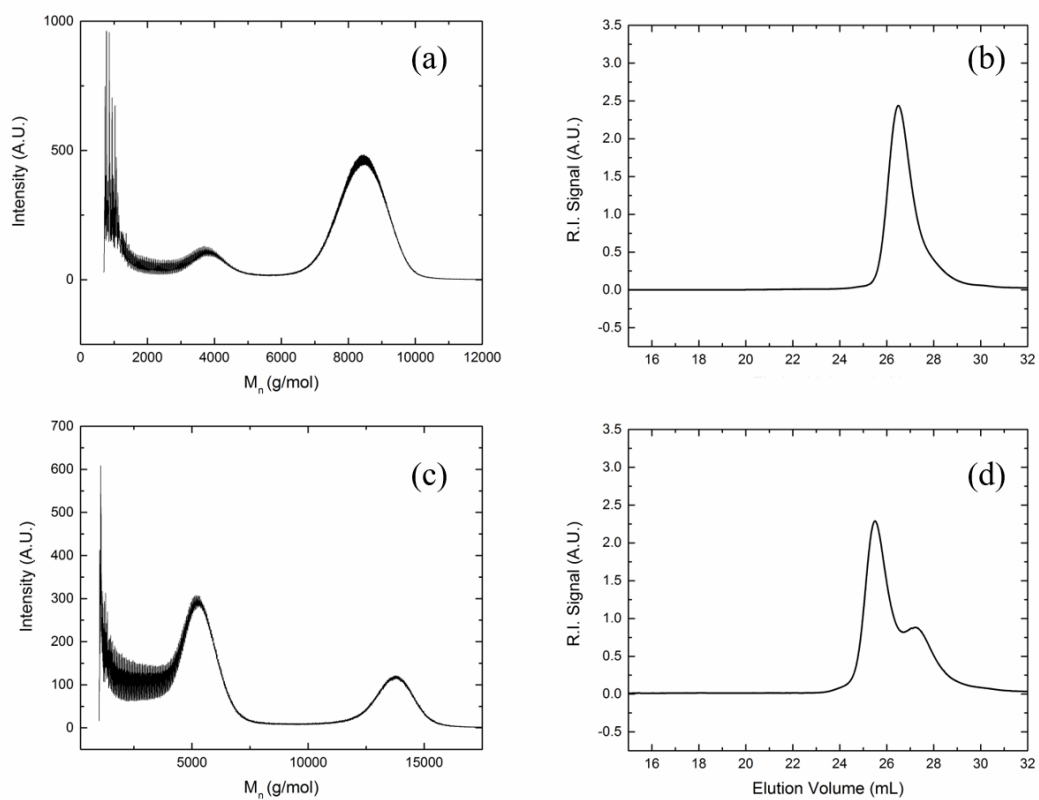 (a)
1000
500
0
Intensity (A.U.)
0 2000 4000 6000 8000 10000 12000
Mₙ (g/mol)
(b)
3.5
3.0
2.5
2.0
1.5
1.0
0.5
0.0
-0.5
R.I. Signal (A.U.)
16 18 20 22 24 26 28 30 32
(c)
700
600
500
400
300
200
100
0
Intensity (A.U.)
5000 10000 15000
Mₙ (g/mol)
(d)
3.5
3.0
2.5
2.0
1.5
1.0
0.5
0.0
-0.5
R.I. Signal (A.U.)
16 18 20 22 24 26 28 30 32
Elution Volume (mL)